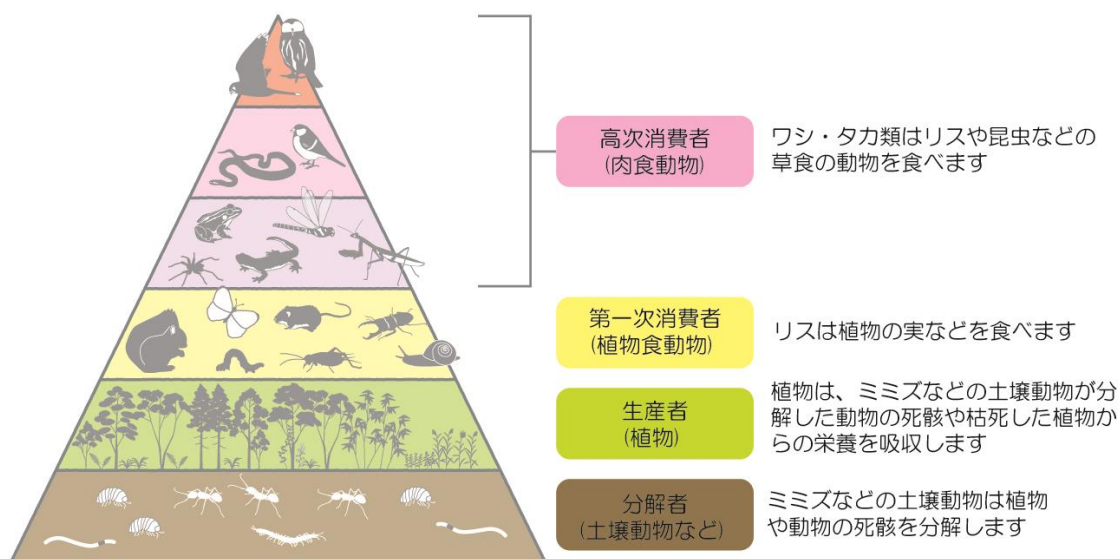 高次消費者
(肉食動物)
ワシ・タカ類はリスや昆虫などの
草食の動物を食べます
第一次消費者
(植物食動物)
リスは植物の実などを食べます
生産者
(植物)
植物は、ミミズなどの土壌動物が分
解した動物の死骸や枯死した植物か
らの栄養を吸収します
分解者
(土壌動物など)
ミミズなどの土壌動物は植物
や動物の死骸を分解します